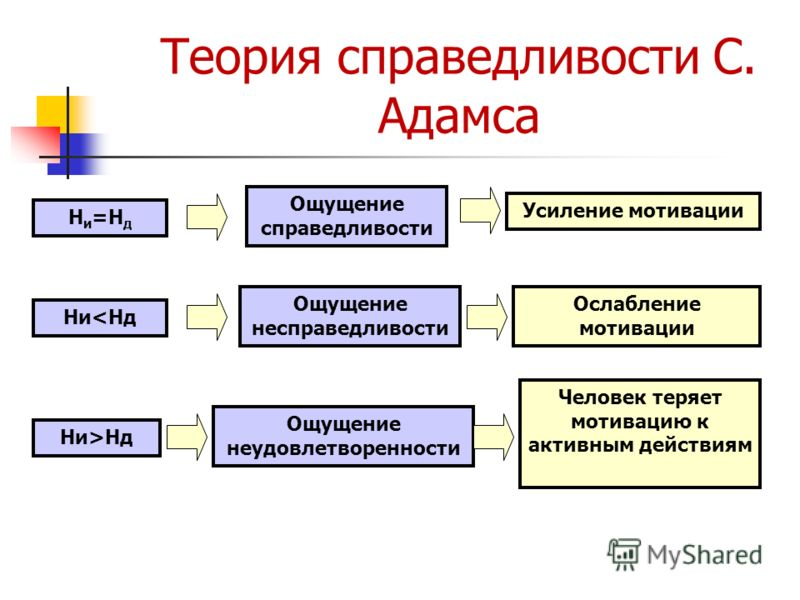 Теория справедливости С.
Адамса
Ни=Нд
Ощущение
справедливости
Усиление мотивации
Ни<Нд
Ощущение
несправедливости
Ослабление
мотивации
Ни>Нд
Ощущение
неудовлетворенности
Человек теряет
мотивацию к
активным действиям
MyShared